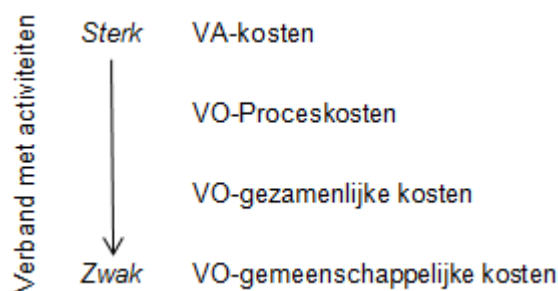 Verband met activiteiten
Sterk VA-kosten
VO-Proceskosten
VO-gezamenlijke kosten
Zwak VO-gemeenschappelijke kosten